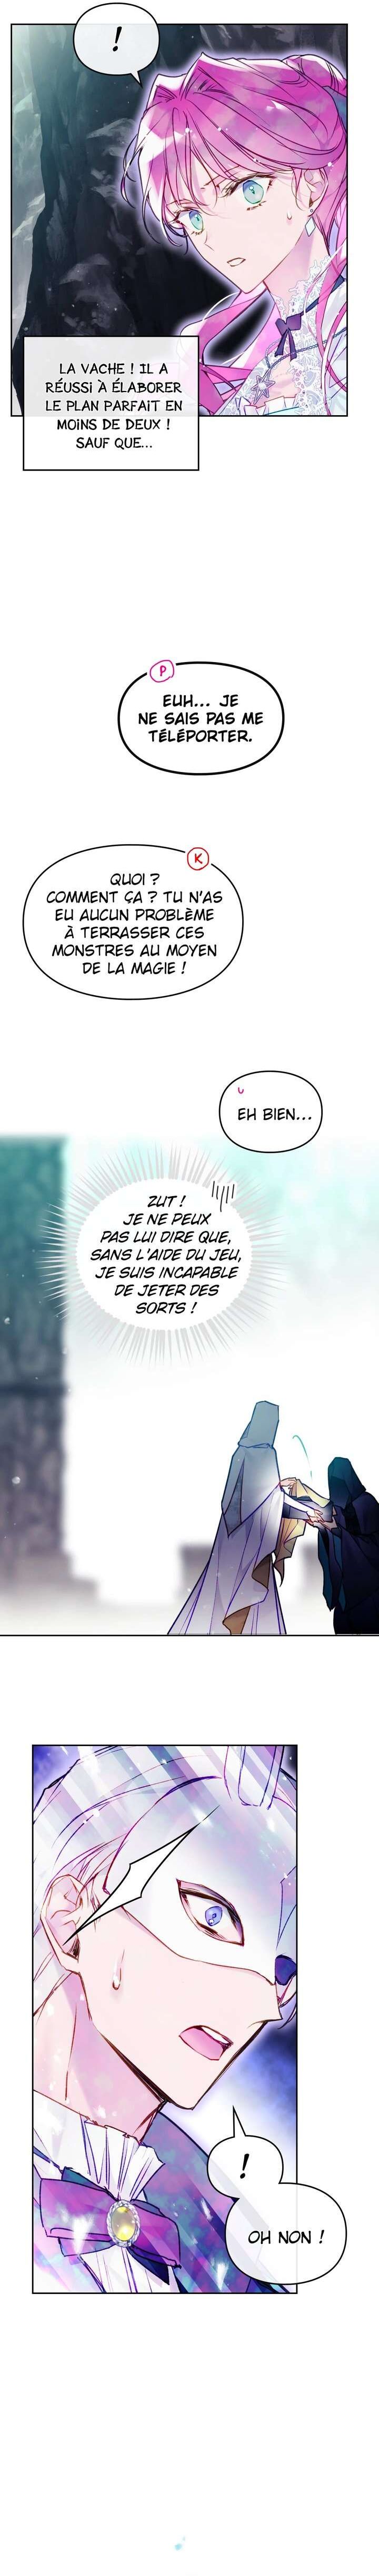 !
LA VACHE ! IL A
RÉUSSI À ÉLABORER
LE PLAN PARFAIT EN
MOINS DE DEUX !
SAUF QUE...
P
EUH... JE
NE SAIS PAS ME
TÉLÉPORTER.
K
QUOI ?
COMMENT ÇA ? TU N'AS
EU AUCUN PROBLÈME
À TERRASSER CES
MONSTRES AU MOYEN
DE LA MAGIE !
EH BIEN...
ZUT !
JE NE PEUX
PAS LUI DIRE QUE,
SANS L'AIDE DU JEU,
JE SUIS INCAPABLE
DE JETER DES
SORTS !
!
OH NON !